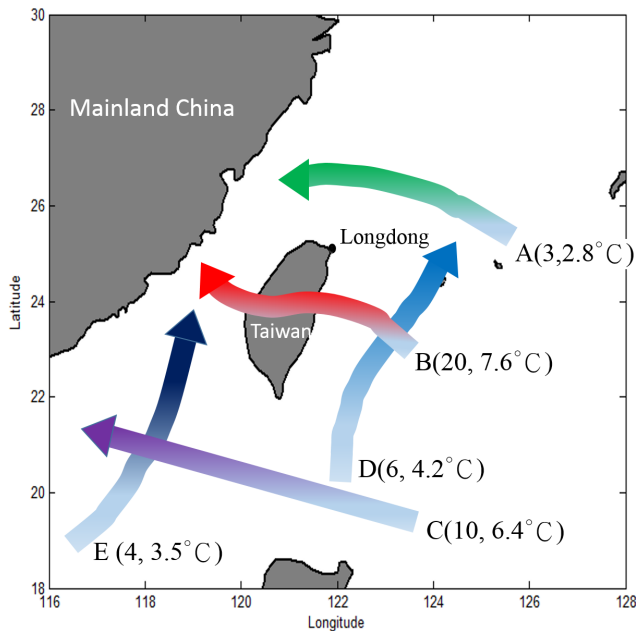 30
28
26
24
22
20
18
116
118
120
122
124
126
128
Latitude
Longitude
Mainland China
Longdong
Taiwan
A(3,2.8°C)
B(20, 7.6°C)
D(6, 4.2°C)
C(10, 6.4°C)
E (4, 3.5°C)